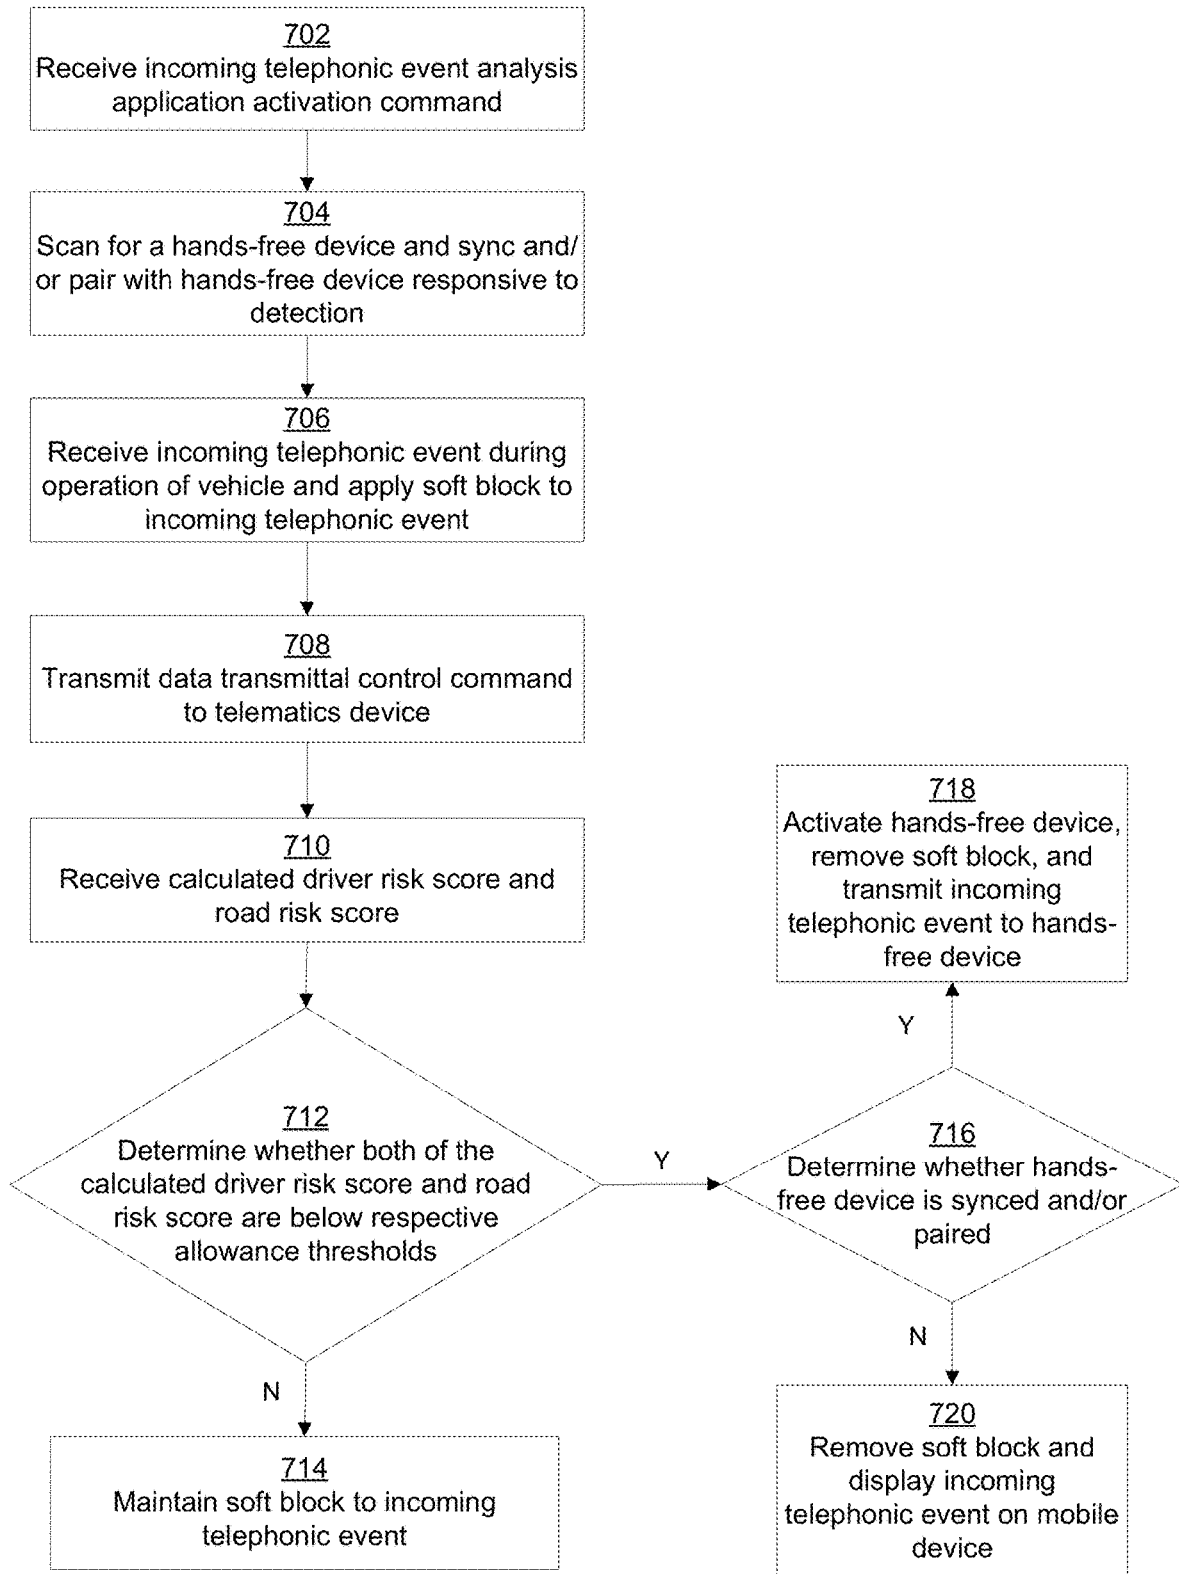 702
Receive incoming telephonic event analysis
application activation command
704
Scan for a hands-free device and sync and/
or pair with hands-free device responsive to
detection
706
Receive incoming telephonic event during
operation of vehicle and apply soft block to
incoming telephonic event
708
Transmit data transmittal control command
to telematics device
710
Receive calculated driver risk score and
road risk score
712
Determine whether both of the
calculated driver risk score and road
risk score are below respective
allowance thresholds
Y
N
714
Maintain soft block to incoming
telephonic event
716
Determine whether hands-
free device is synced and/or
paired
Y
N
718
Activate hands-free device,
remove soft block, and
transmit incoming
telephonic event to hands-
free device
720
Remove soft block and
display incoming
telephonic event on mobile
device